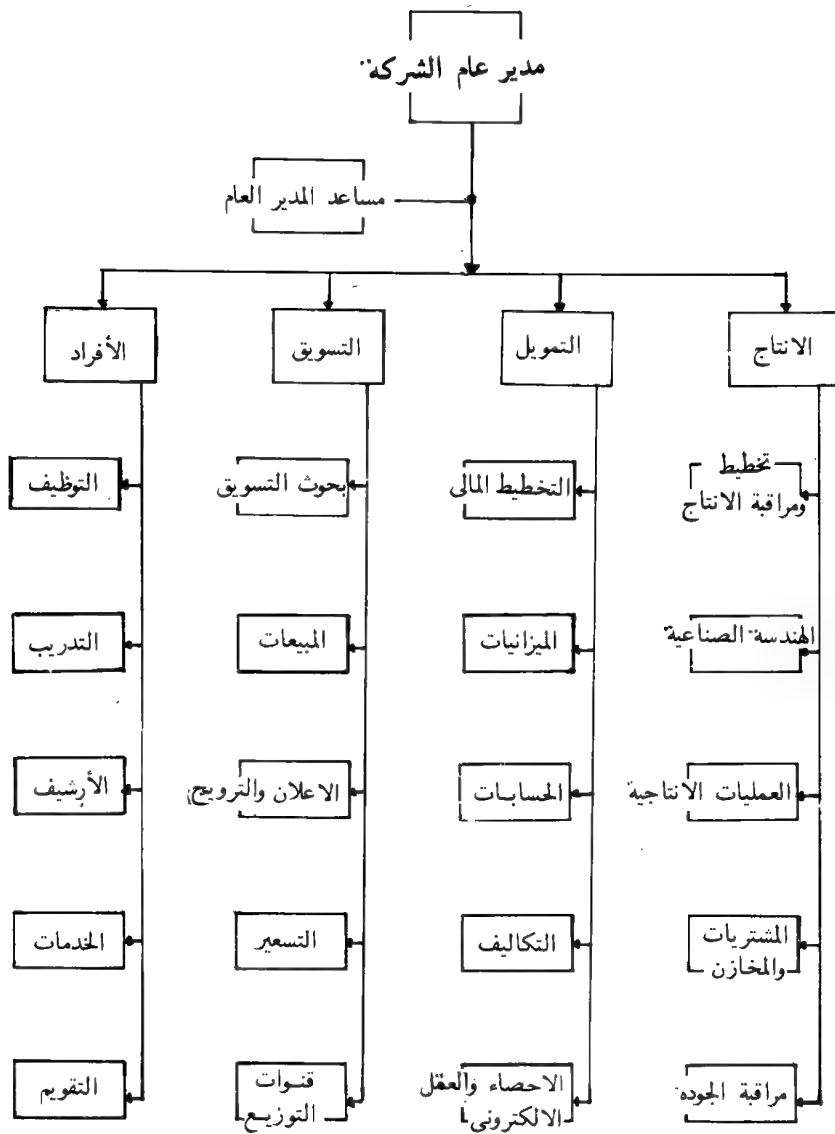 مدير عام الشركة
مساعد المدير العام
الانتاج
التمويل
التسويق
الأفراد
تخطيط
ومراقبة الانتاج
التخطيط المالى
بحوث التسويق
التوظيف
الهندسة الصناعية
الميزانيات
المبيعات
التدريب
العمليات الانتاجية
الحسابات
الاعلان والترويج
الأرشيف
المشتريات
والمخازن
التكاليف
التسعير
الخدمات
مراقبة الجوده
الاحصاء والعقل
الالكترونى
قنوات
التوزيع
التقويم